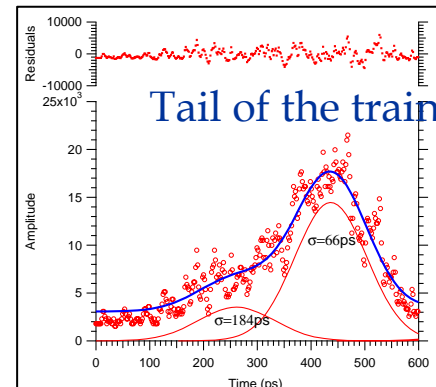 Residuals
10000
0
-10000
Tail of the train
25x10³
20
15
10
5
0
Amplitude
σ=66ps
σ=184ps
0 100 200 300 400 500 600
Time (ps)